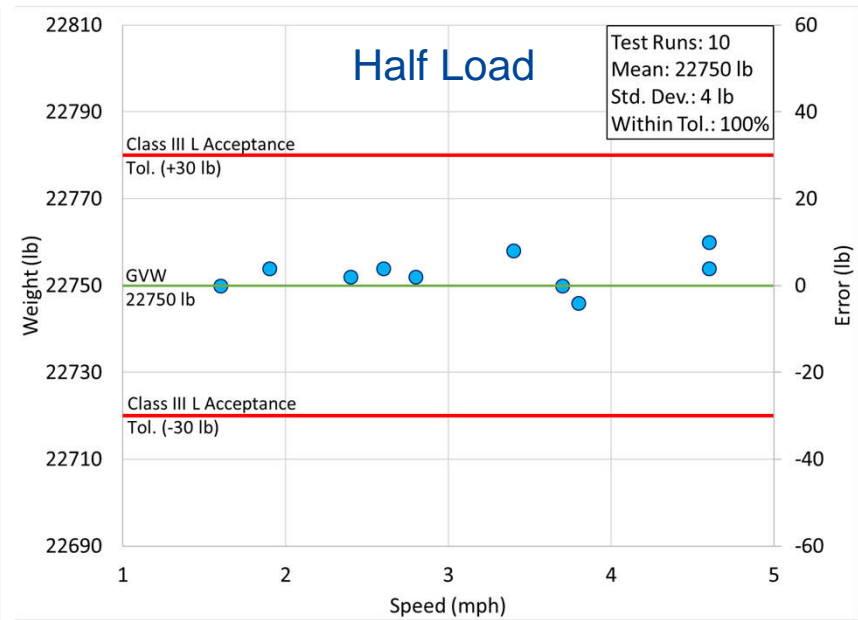 Half Load
Test Runs: 10
Mean: 22750 lb
Std. Dev.: 4 lb
Within Tol.: 100%
Class III L Acceptance
Tol. (+30 lb)
GVW
22750 lb
Class III L Acceptance
Tol. (-30 lb)
Weight (lb)
22810
22790
22770
22750
22730
22710
22690
Error (lb)
60
40
20
0
-20
-40
-60
1 2 3 4 5
Speed (mph)